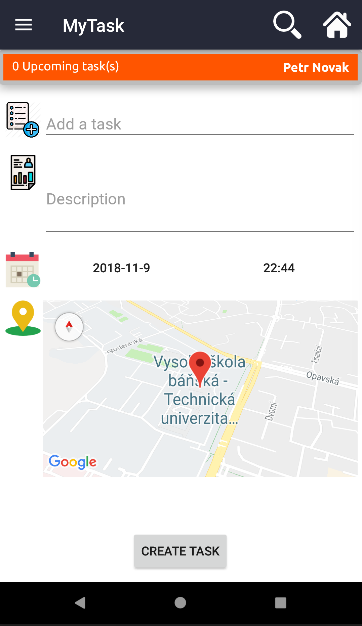 MyTask
0 Upcoming task(s)
Petr Novak
Add a task
Description
2018-11-9
22:44
Opavská
Vysoká škola
báňská -
Technická
univerzita...
Google
CREATE TASK